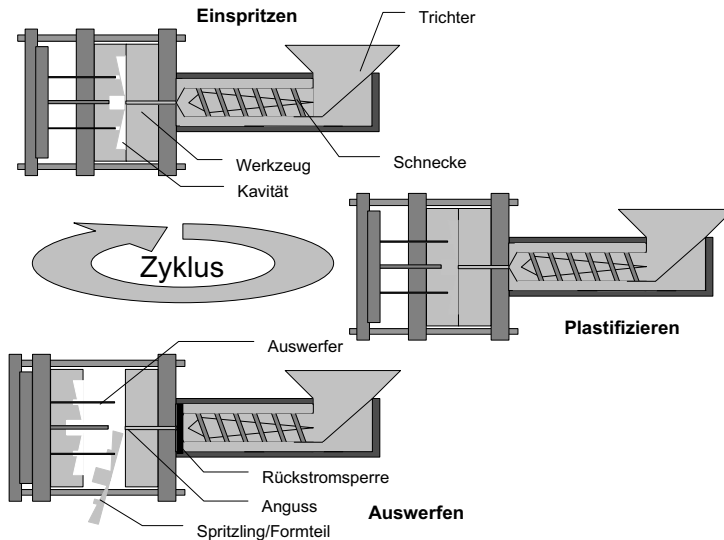 Einspritzen
Trichter
Werkzeug
Schnecke
Kavität
Zyklus
Plastifizieren
Auswerfer
Rückstromsperre
Anguss
Auswerfen
Spritzling/Formteil